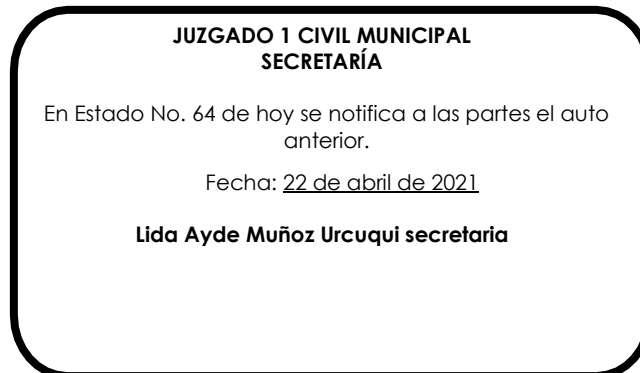 JUZGADO 1 CIVIL MUNICIPAL
SECRETARÍA
En Estado No. 64 de hoy se notifica a las partes el auto
anterior.
Fecha: 22 de abril de 2021
Lida Ayde Muñoz Urcuqui secretaria